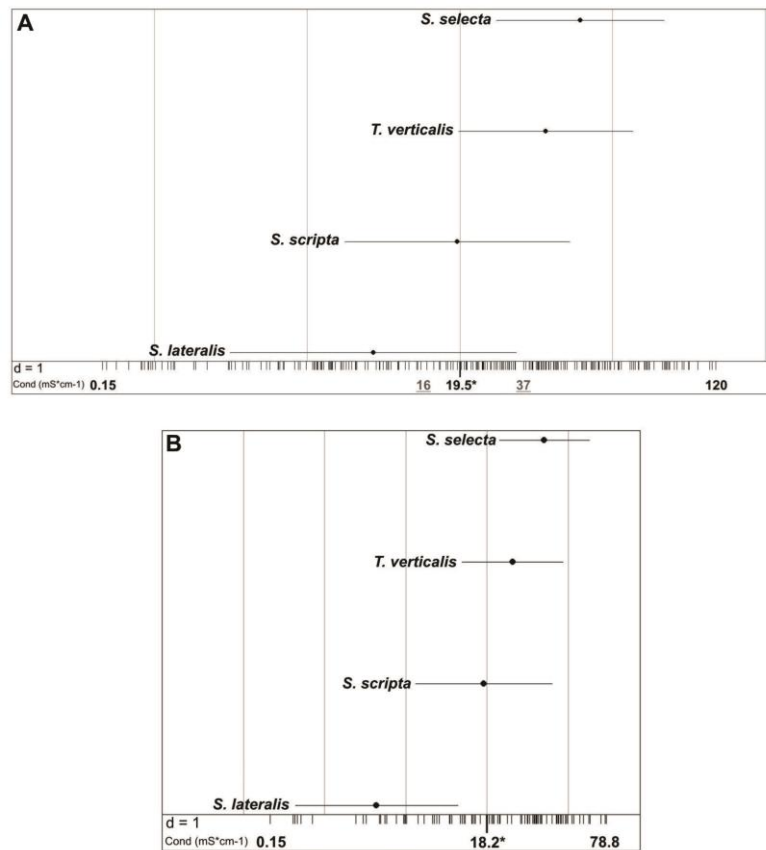 A
S. selecta
T. verticalis
S. scripta
S. lateralis
d = 1
Cond (mS*cm-1) 0.15 16 19.5* 37 120
B
S. selecta
T. verticalis
S. scripta
S. lateralis
d = 1
Cond (mS*cm-1) 0.15 18.2* 78.8